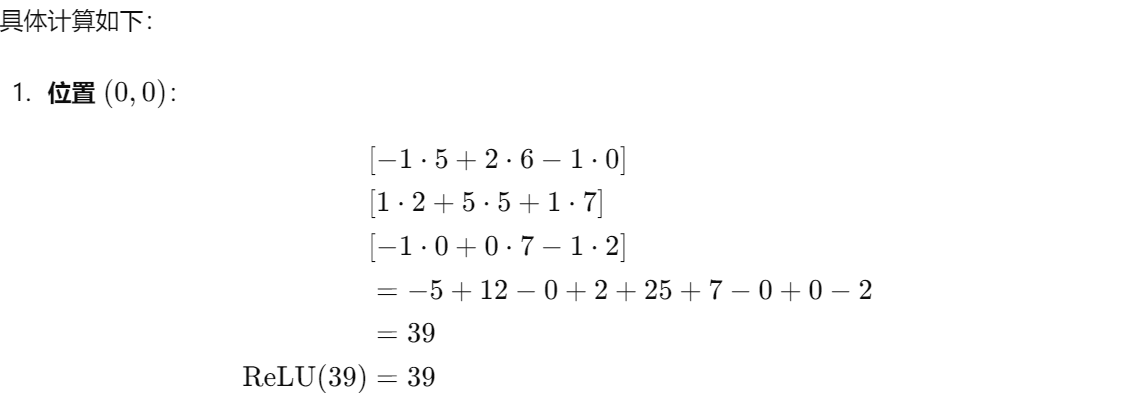 具体计算如下：
1. 位置 (0, 0)：
[−1 · 5 + 2 · 6 − 1 · 0]
[1 · 2 + 5 · 5 + 1 · 7]
[−1 · 0 + 0 · 7 − 1 · 2]
= −5 + 12 − 0 + 2 + 25 + 7 − 0 + 0 − 2
= 39
ReLU(39) = 39